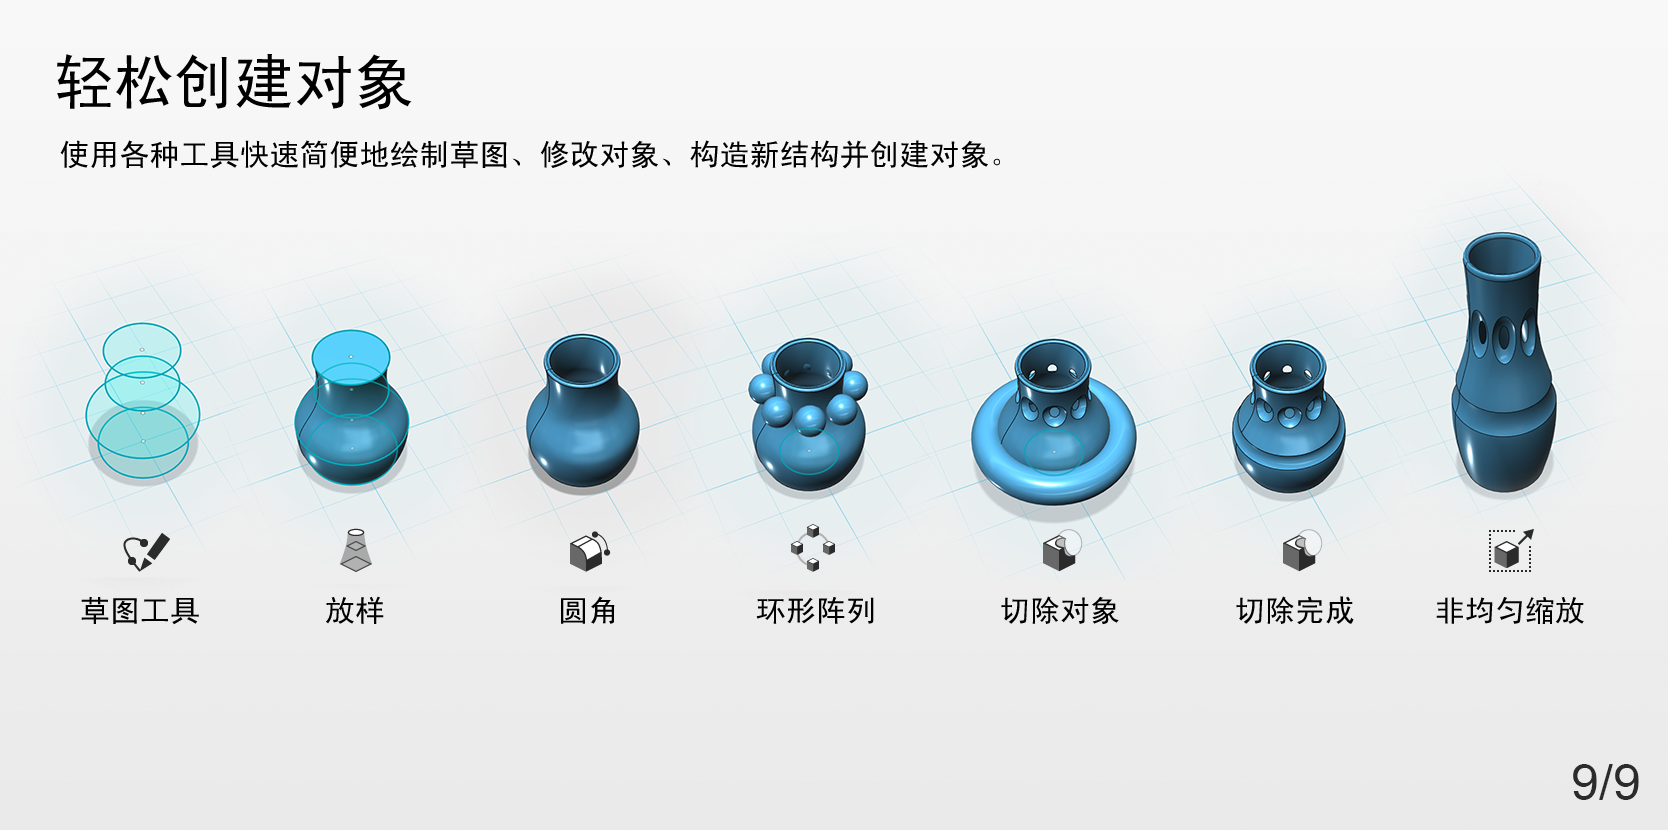 轻松创建对象
使用各种工具快速简便地绘制草图、修改对象、构造新结构并创建对象。
草图工具
放样
圆角
环形阵列
切除对象
切除完成
非均匀缩放
9/9